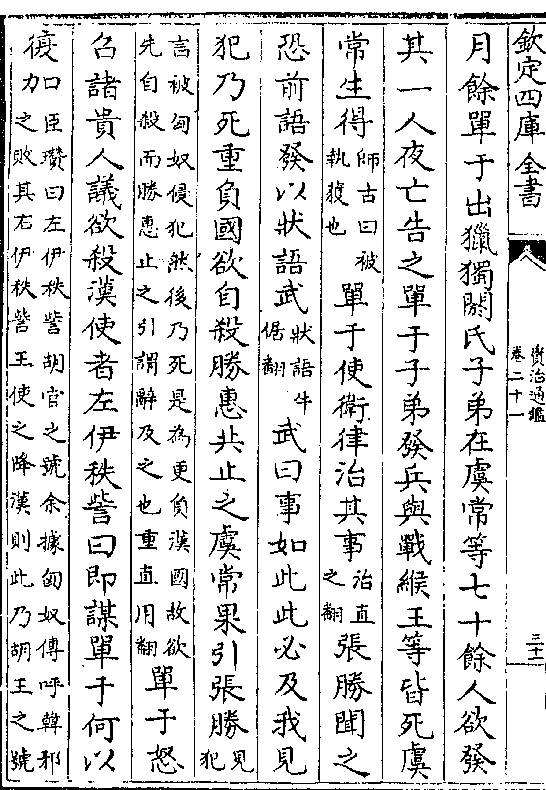 欽定四庫全書
資治通鑑
卷二十一
月餘單于出獵獨閼氏子弟在虞常等七十餘人欲發
其一人夜亡告之單于子弟發兵與戰緱王等皆死虞
常生得師古曰被執獲也單于使衛律治其事治直之翻張勝聞之
恐前語發以狀語武狀語牛倨翻武曰事如此此必及我見
犯乃死重負國欲自殺勝惠共止之虞常果引張勝見犯
言被匈奴侵犯然後乃死是為更負漢國故欲先自殺而勝惠止之引謂辭及之也重直用翻單于怒
召諸貴人議欲殺漢使者左伊秩訾曰即謀單于何以
復加臣瓚曰左伊秩訾胡官之號余據匈奴傳呼韓邪之敗其右伊秩訾王使之降漢則此乃胡王之號